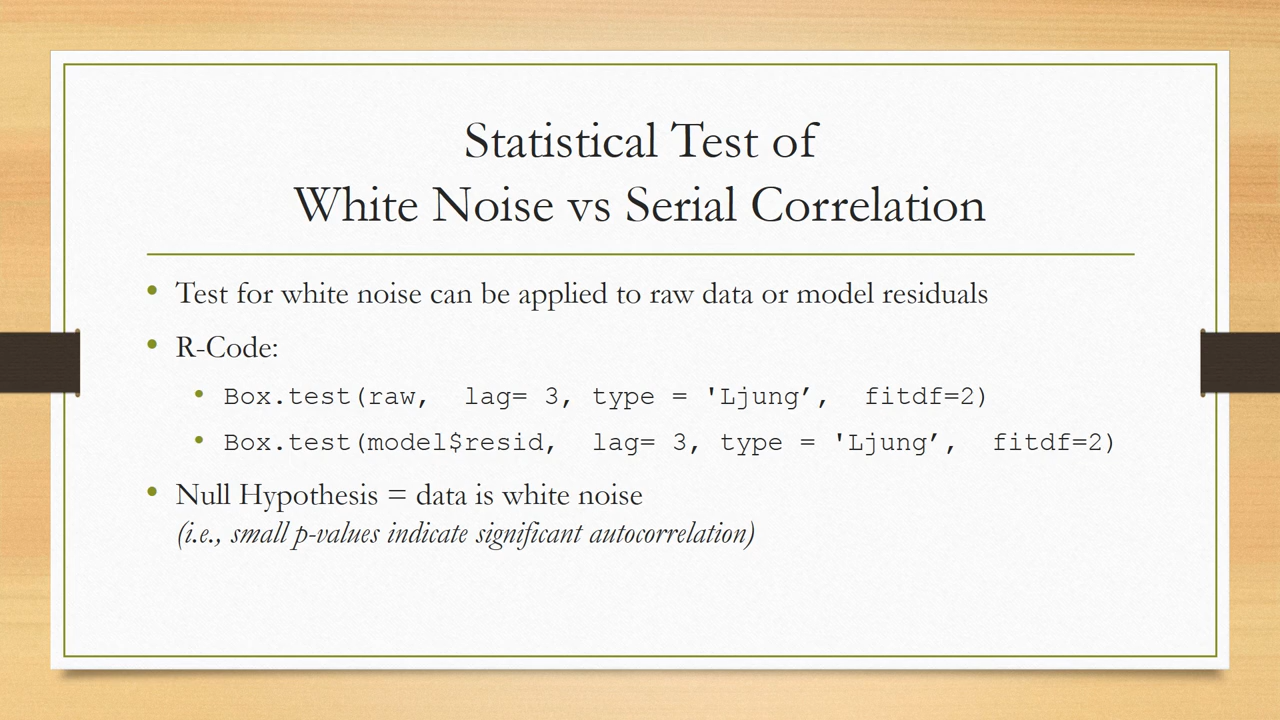 Statistical Test of
White Noise vs Serial Correlation
• Test for white noise can be applied to raw data or model residuals
• R-Code:
• Box.test(raw,  lag= 3, type = 'Ljung’,  fitdf=2)
• Box.test(model$resid,  lag= 3, type = 'Ljung’,  fitdf=2)
• Null Hypothesis = data is white noise
(i.e., small p-values indicate significant autocorrelation)